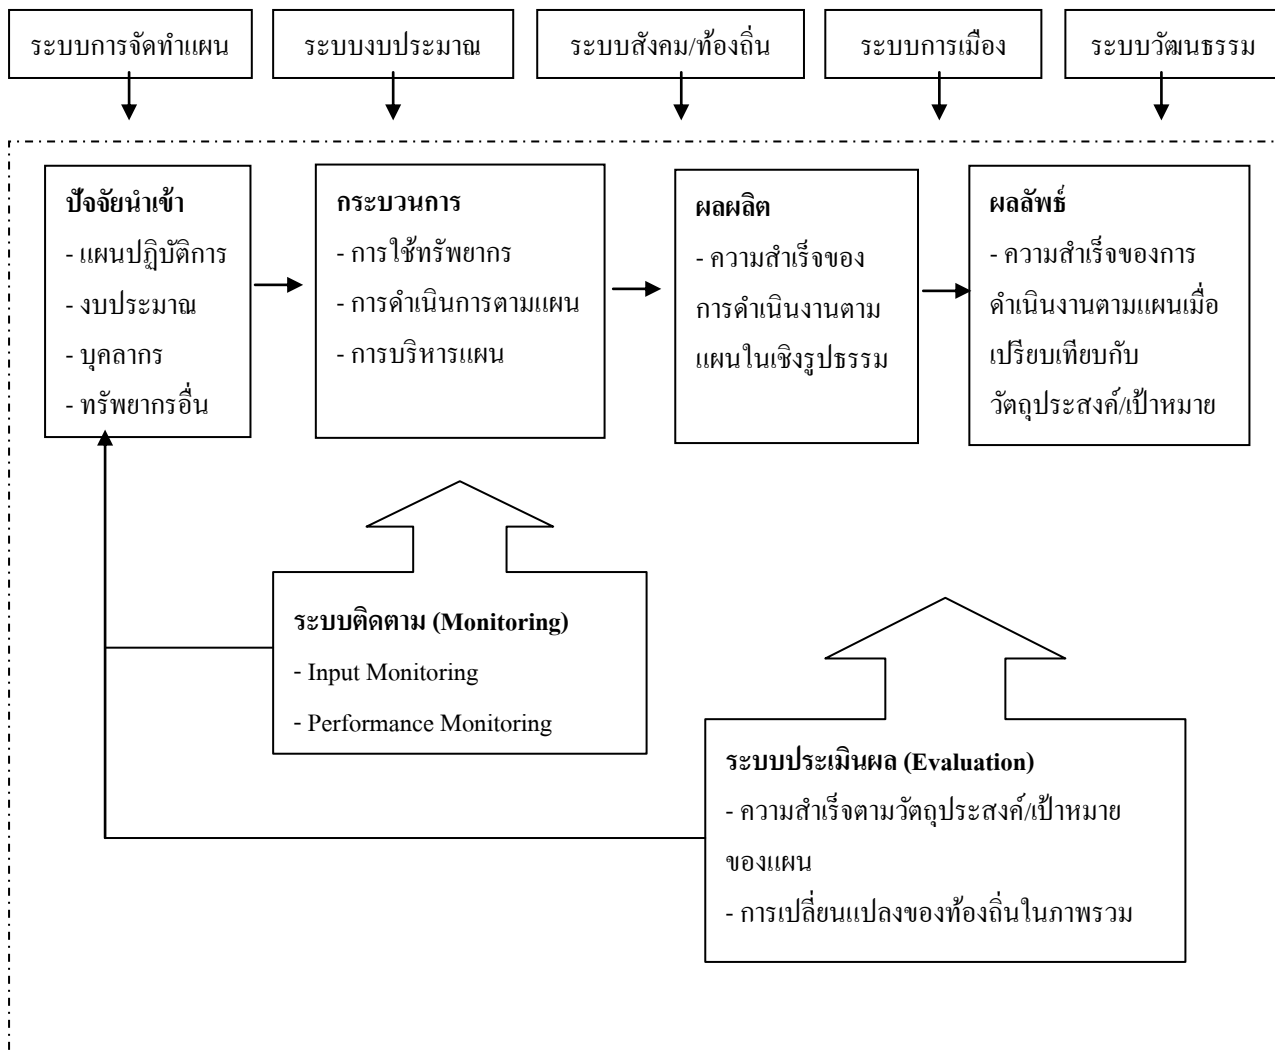 ระบบการจัดทำแผน
ระบบงบประมาณ
ระบบสังคม/ท้องถิ่น
ระบบการเมือง
ระบบวัฒนธรรม
ปัจจัยนำเข้า
- แผนปฏิบัติการ
- งบประมาณ
- บุคลากร
- ทรัพยากรอื่น
กระบวนการ
- การใช้ทรัพยากร
- การดำเนินการตามแผน
- การบริหารแผน
ผลผลิต
- ความสำเร็จของ
การดำเนินงานตาม
แผนในเชิงรูปธรรม
ผลลัพธ์
- ความสำเร็จของการ
ดำเนินงานตามแผนเมื่อ
เปรียบเทียบกับ
วัตถุประสงค์/เป้าหมาย
ระบบติดตาม (Monitoring)
- Input Monitoring
- Performance Monitoring
ระบบประเมินผล (Evaluation)
- ความสำเร็จตามวัตถุประสงค์/เป้าหมาย
ของแผน
- การเปลี่ยนแปลงของท้องถิ่นในภาพรวม